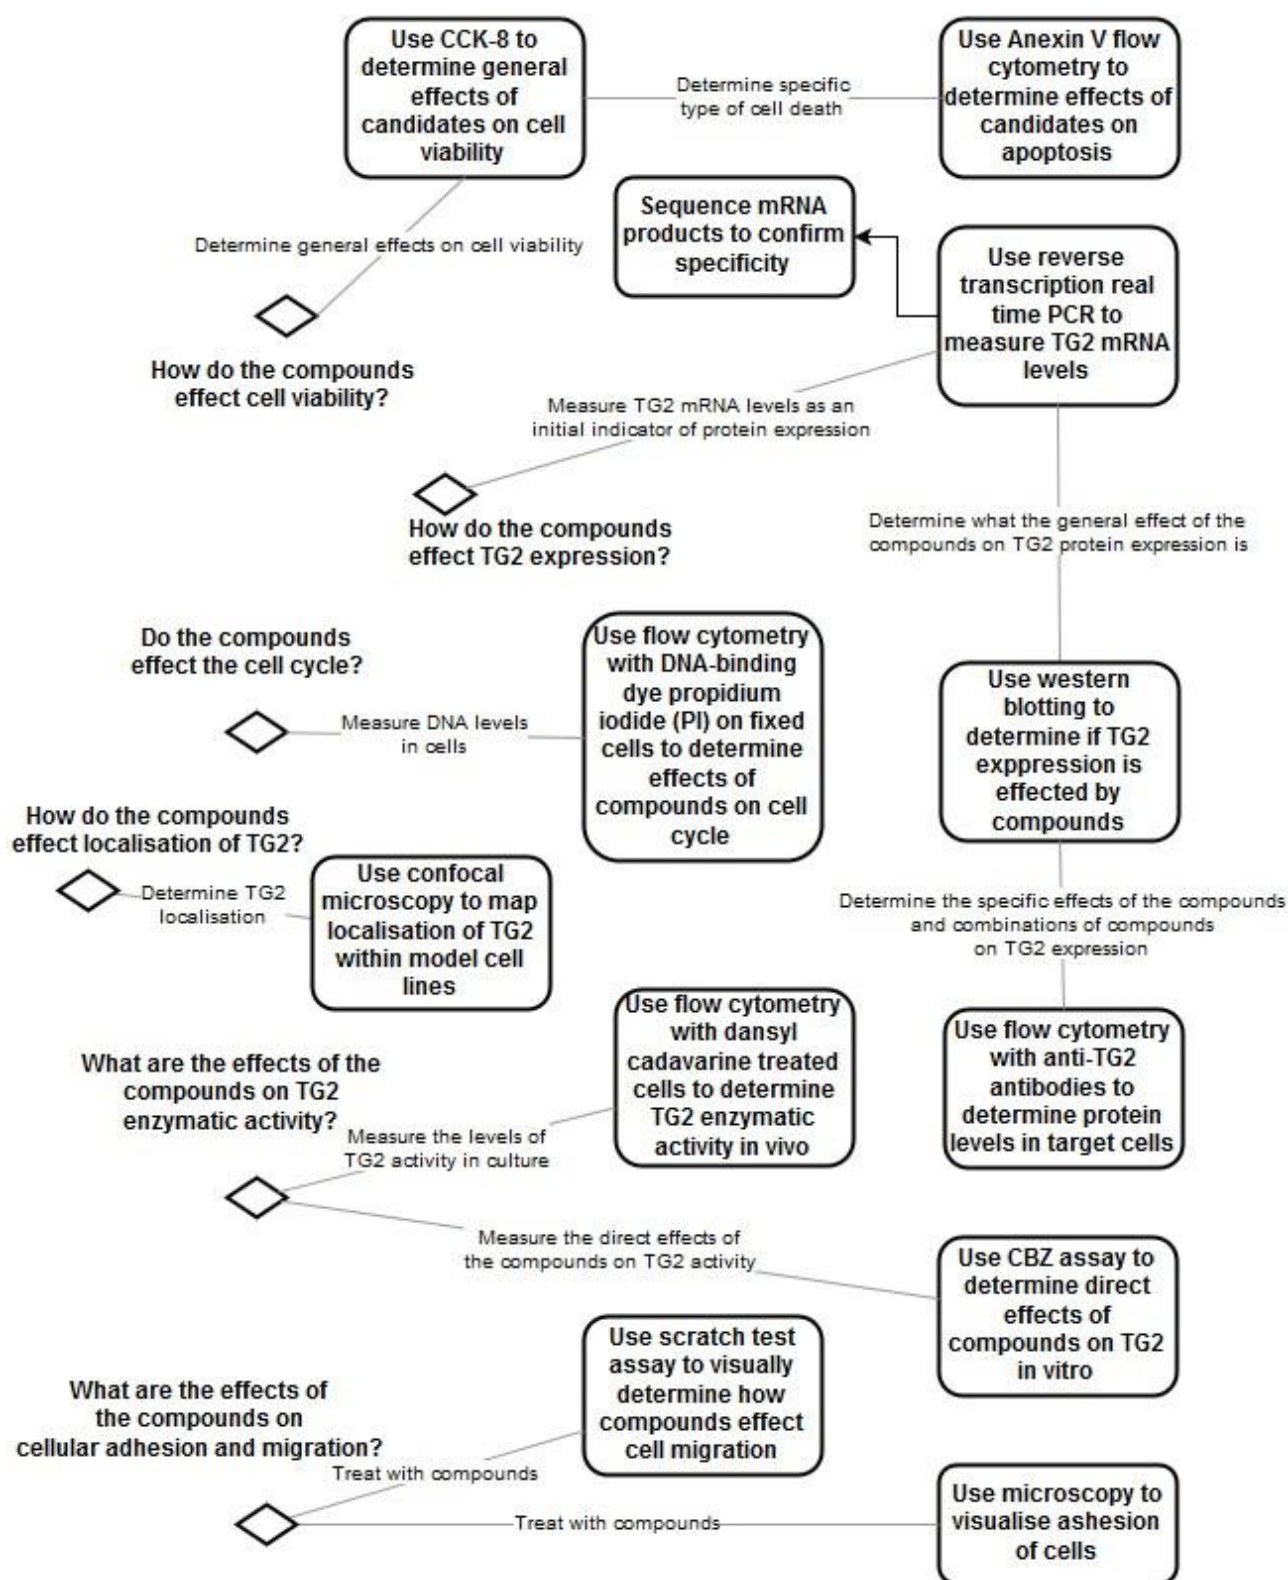 Use CCK-8 to
determine general
effects of
candidates on cell
viability
Determine specific
type of cell death
Use Anexin V flow
cytometry to
determine effects of
candidates on
apoptosis
Determine general effects on cell viability
How do the compounds
effect cell viability?
Sequence mRNA
products to confirm
specificity
Use reverse
transcription real
time PCR to
measure TG2 mRNA
levels
Measure TG2 mRNA levels as an
initial indicator of protein expression
How do the compounds
effect TG2 expression?
Determine what the general effect of the
compounds on TG2 protein expression is
Do the compounds
effect the cell cycle?
Measure DNA levels
in cells
Use flow cytometry
with DNA-binding
dye propidium
iodide (PI) on fixed
cells to determine
effects of
compounds on cell
cycle
Use western
blotting to
determine if TG2
exppression is
effected by
compounds
How do the compounds
effect localisation of TG2?
Determine TG2
localisation
Use confocal
microscopy to map
localisation of TG2
within model cell
lines
Determine the specific effects of the compounds
and combinations of compounds
on TG2 expression
What are the effects of the
compounds on TG2
enzymatic activity?
Measure the levels of
TG2 activity in culture
Use flow cytometry
with dansyl
cadavarine treated
cells to determine
TG2 enzymatic
activity in vivo
Use flow cytometry
with anti-TG2
antibodies to
determine protein
levels in target cells
Measure the direct effects of
the compounds on TG2 activity
Use CBZ assay to
determine direct
effects of
compounds on TG2
in vitro
What are the effects of
the compounds on
cellular adhesion and migration?
Treat with compounds
Use scratch test
assay to visually
determine how
compounds effect
cell migration
Treat with compounds
Use microscopy to
visualise ashesion
of cells